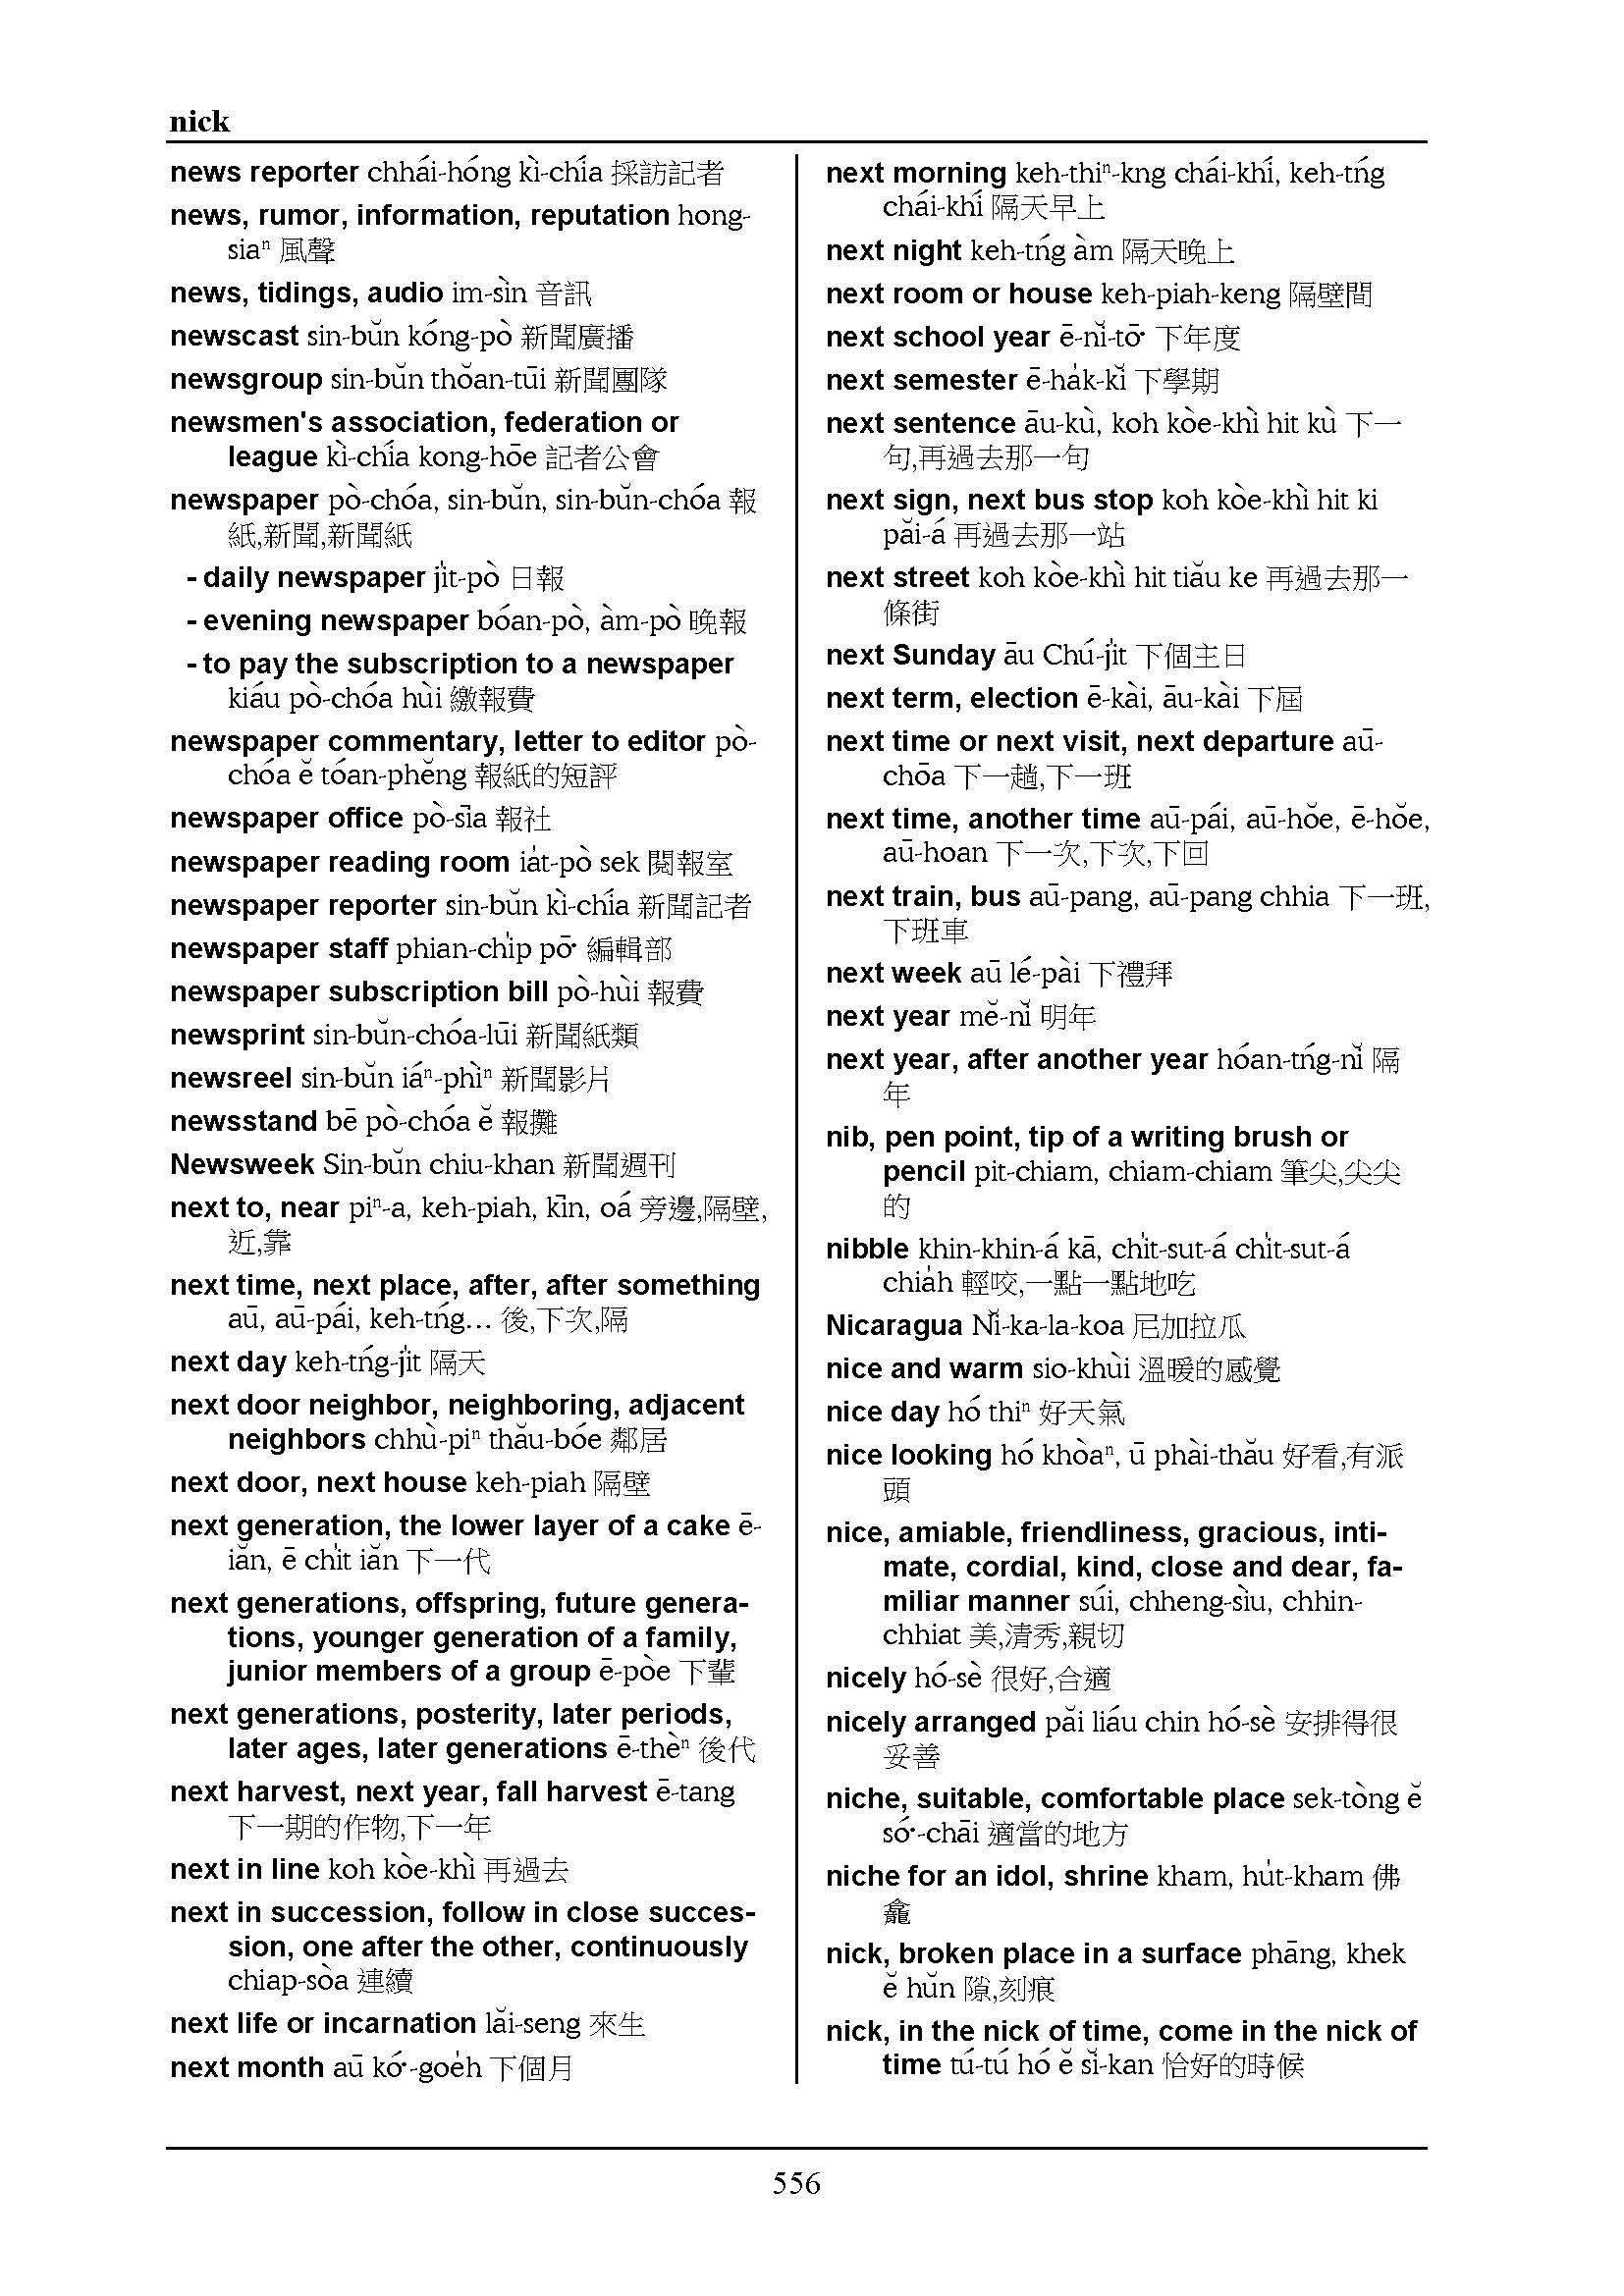 nick
news reporter chhái-hóng kì-chía 採訪記者
news, rumor, information, reputation hong-
siaⁿ 風聲
news, tidings, audio im-sìn 音訊
newscast sin-bŭn kóng-pò 新聞廣播
newsgroup sin-bŭn thŏan-tūi 新聞團隊
newsmen's association, federation or
league kì-chía kong-hōe 記者公會
newspaper pò-chóa, sin-bŭn, sin-bŭn-chóa 報
紙,新聞,新聞紙
- daily newspaper ji̍t-pò 日報
- evening newspaper bóan-pò, àm-pò 晚報
- to pay the subscription to a newspaper
kiáu pò-chóa hùi 繳報費
newspaper commentary, letter to editor pò-
chóa ĕ tóan-phĕng 報紙的短評
newspaper office pò-sīa 報社
newspaper reading room ia̍t-pò sek 閱報室
newspaper reporter sin-bŭn kì-chía 新聞記者
newspaper staff phian-chi̍p pō͘ 編輯部
newspaper subscription bill pò-hùi 報費
newsprint sin-bŭn-chóa-lūi 新聞紙類
newsreel sin-bŭn iáⁿ-phìⁿ 新聞影片
newsstand bē pò-chóa ĕ 報攤
Newsweek Sin-bŭn chiu-khan 新聞週刊
next to, near piⁿ-a, keh-piah, kīn, oá 旁邊,隔壁,
近,靠
next time, next place, after, after something
aū, aū-pái, keh-tńg... 後,下次,隔
next day keh-tńg-ji̍t 隔天
next door neighbor, neighboring, adjacent
neighbors chhù-piⁿ thău-bóe 鄰居
next door, next house keh-piah 隔壁
next generation, the lower layer of a cake ē-
iăn, ē chi̍t iăn 下一代
next generations, offspring, future genera-
tions, younger generation of a family,
junior members of a group ē-pòe 下輩
next generations, posterity, later periods,
later ages, later generations ē-thèⁿ 後代
next harvest, next year, fall harvest ē-tang
下一期的作物,下一年
next in line koh kòe-khì 再過去
next in succession, follow in close succes-
sion, one after the other, continuously
chiap-sòa 連續
next life or incarnation lăi-seng 來生
next month aū kó͘-goe̍h 下個月
next morning keh-thiⁿ-kng chái-khí, keh-tńg
chái-khí 隔天早上
next night keh-tńg àm 隔天晚上
next room or house keh-piah-keng 隔壁間
next school year ē-nĭ-tō͘ 下年度
next semester ē-ha̍k-kĭ 下學期
next sentence āu-kù, koh kòe-khì hit kù 下一
句,再過去那一句
next sign, next bus stop koh kòe-khì hit ki
păi-á 再過去那一站
next street koh kòe-khì hit tiău ke 再過去那一
條街
next Sunday āu Chú-ji̍t 下個主日
next term, election ē-kài, āu-kài 下屆
next time or next visit, next departure aū-
chōa 下一趟,下一班
next time, another time aū-pái, aū-hŏe, ē-hŏe,
aū-hoan 下一次,下次,下回
next train, bus aū-pang, aū-pang chhia 下一班,
下班車
next week aū lé-pài 下禮拜
next year mĕ-nĭ 明年
next year, after another year hóan-tńg-nĭ 隔
年
nib, pen point, tip of a writing brush or
pencil pit-chiam, chiam-chiam 筆尖,尖尖
的
nibble khin-khin-á kā, chi̍t-sut-á chi̍t-sut-á
chia̍h 輕咬,一點一點地吃
Nicaragua Nĭ-ka-la-koa 尼加拉瓜
nice and warm sio-khùi 溫暖的感覺
nice day hó thiⁿ 好天氣
nice looking hó khòaⁿ, ū phài-thău 好看,有派
頭
nice, amiable, friendliness, gracious, inti-
mate, cordial, kind, close and dear, fa-
miliar manner súi, chheng-sìu, chhin-
chhiat 美,清秀,親切
nicely hó-sè 很好,合適
nicely arranged păi liáu chin hó-sè 安排得很
妥善
niche, suitable, comfortable place sek-tòng ĕ
só͘-chāi 適當的地方
niche for an idol, shrine kham, hu̍t-kham 佛
龕
nick, broken place in a surface phāng, khek
ĕ hŭn 隙,刻痕
nick, in the nick of time, come in the nick of
time tú-tú hó ĕ sĭ-kan 恰好的時候
556